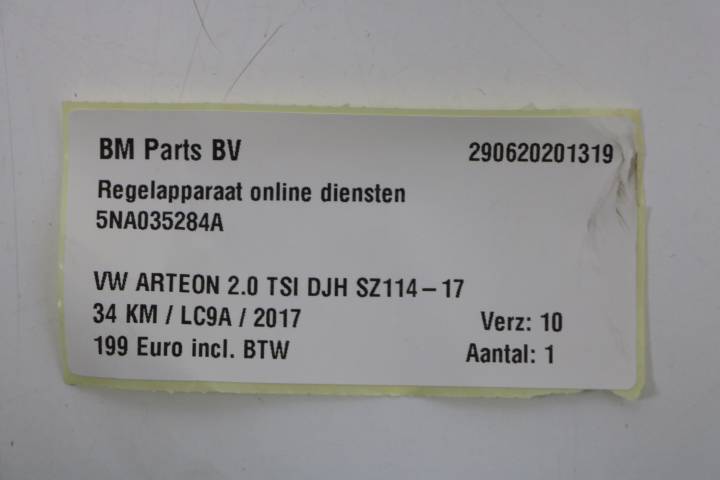 BM Parts BV 290620201319
Regelapparaat online diensten
5NA035284A
VW ARTEON 2.0 TSI DJH SZ114-17
34 KM / LC9A / 2017 Verz: 10
199 Euro incl. BTW Aantal: 1